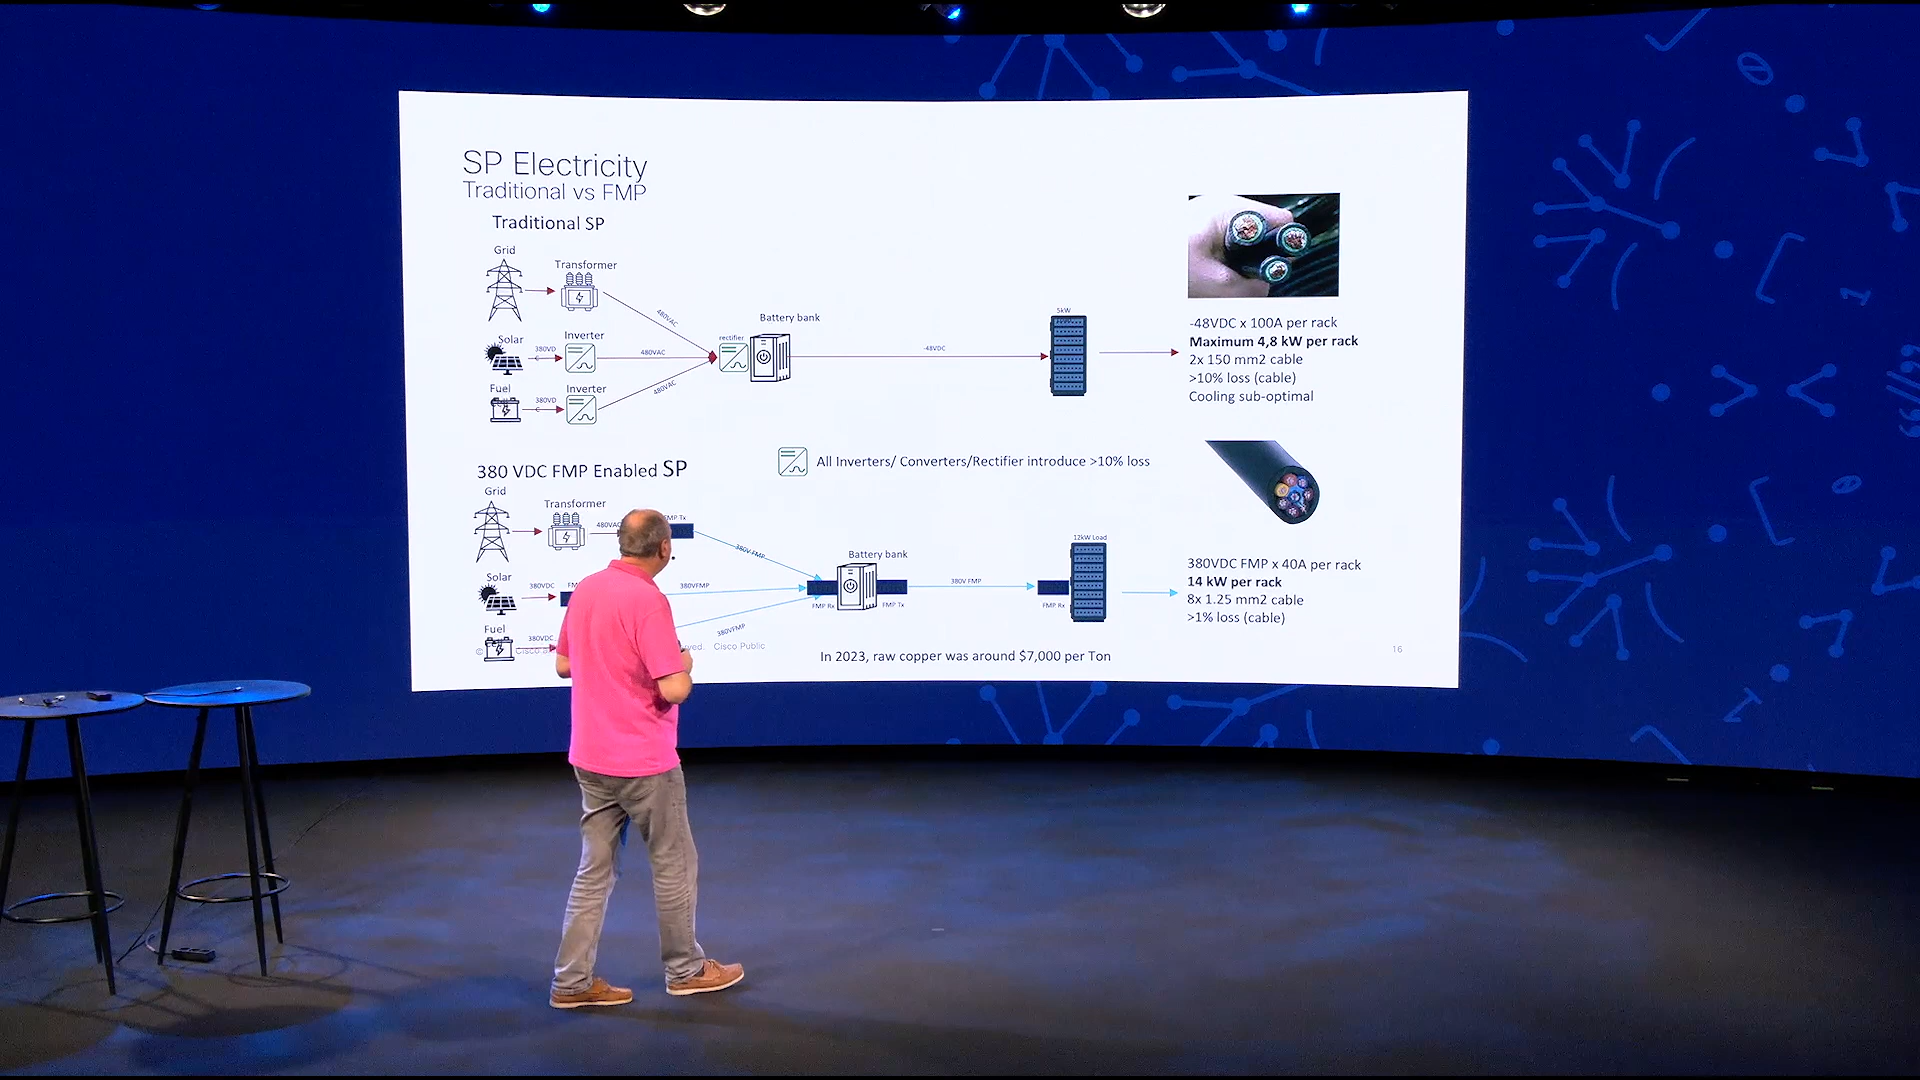 SP Electricity
Traditional vs FMP
Traditional SP
Grid
Transformer
480VAC
Solar
380VD
C
Inverter
480VAC
Fuel
380VD
C
Inverter
480VAC
rectifier
Battery bank
-48VDC
5kW
-48VDC x 100A per rack
Maximum 4,8 kW per rack
2x 150 mm2 cable
>10% loss (cable)
Cooling sub-optimal
All Inverters/ Converters/Rectifier introduce >10% loss
380 VDC FMP Enabled SP
Grid
Transformer
480VAC
FMP Tx
380V FMP
Solar
380VDC
380VFMP
Fuel
380VDC
380VFMP
Battery bank
FMP Rx
FMP Tx
380V FMP
FMP Rx
12kW Load
380VDC FMP x 40A per rack
14 kW per rack
8x 1.25 mm2 cable
>1% loss (cable)
© Cisco Public
In 2023, raw copper was around $7,000 per Ton
16